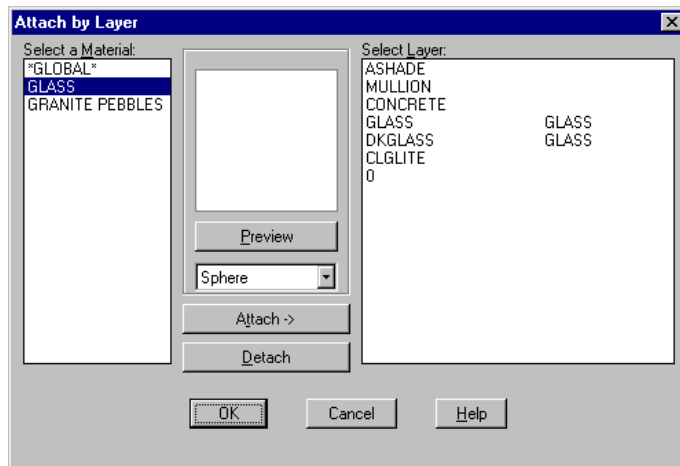 Attach by Layer
Select a Material:
*GLOBAL*
GLASS
GRANITE PEBBLES
Preview
Sphere
Attach ->
Detach
Select Layer:
ASHADE
MULLION
CONCRETE
GLASS GLASS
DKGLASS GLASS
CLGLITE
0
OK Cancel Help